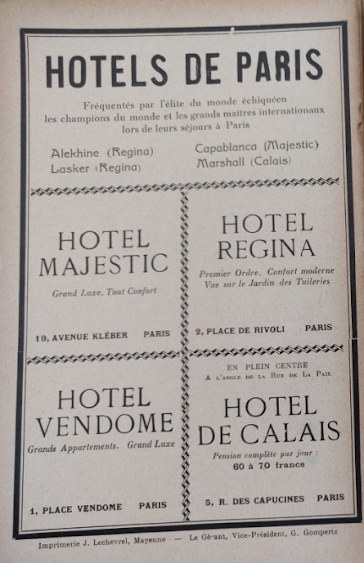 HOTELS DE PARIS
Fréquentés par l'élite du monde échiquéen
les champions du monde et les grands maîtres internationaux
lors de leurs séjours à Paris
Alekhine (Regina)
Capablanca (Majestic)
Lasker (Regina)
Marshall (Calais)
HOTEL
MAJESTIC
Grand Luxe. Tout Confort
19, AVENUE KLÉBER PARIS
HOTEL
REGINA
Premier Ordre. Confort moderne
Vue sur le Jardin des Tuileries
2, PLACE DE RIVOLI PARIS
HOTEL
VENDOME
Grands Appartements. Grand Luxe
1, PLACE VENDOME PARIS
EN PLEIN CENTRE
A L'ANGLE DE LA RUE DE LA PAIX
HOTEL
DE CALAIS
Pension complète par jour :
60 à 70 francs
5, R. DES CAPUCINES PARIS
Imprimerie J. Lechevrel, Mayenne — Le Gérant, Vice-Président, G. Gompertz